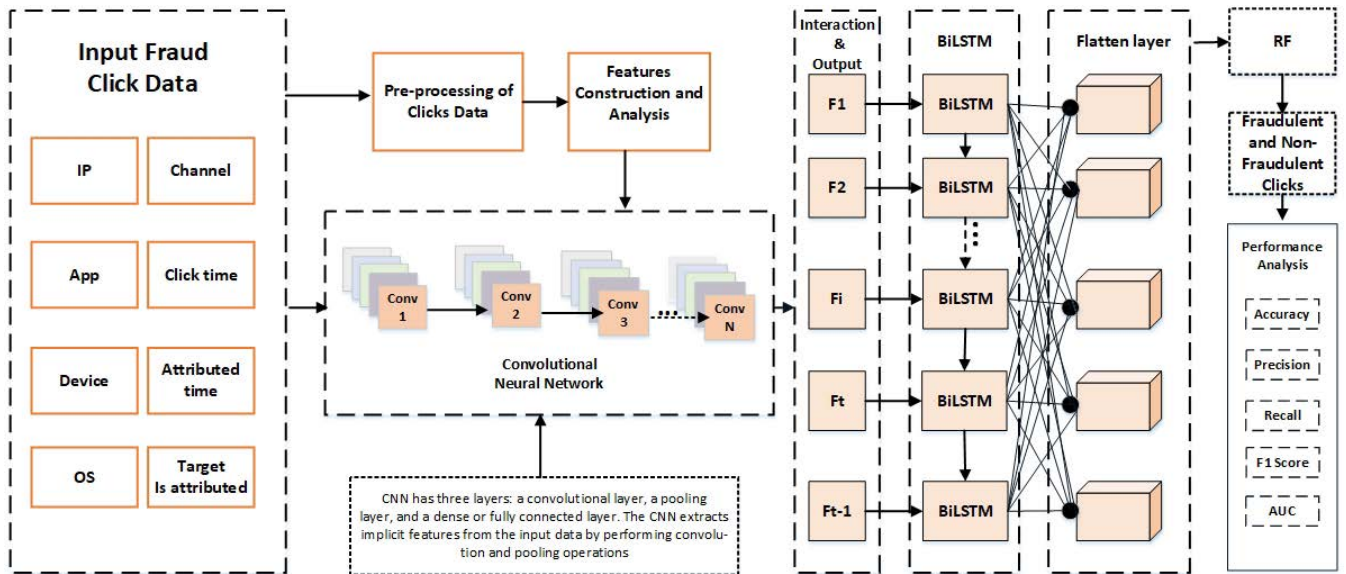 Input Fraud
Click Data
IP
Channel
App
Click time
Device
Attributed
time
OS
Target
Is attributed
Pre-processing of
Clicks Data
Features
Construction and
Analysis
Conv
1
Conv
2
Conv
3
...
Conv
N
Convolutional
Neural Network
CNN has three layers: a convolutional layer, a pooling
layer, and a dense or fully connected layer. The CNN extracts
implicit features from the input data by performing convolu-
tion and pooling operations
Interaction
&
Output
F1
F2
Fi
Ft
Ft-1
BiLSTM
BiLSTM
BiLSTM
BiLSTM
BiLSTM
BiLSTM
Flatten layer
RF
Fraudulent
and Non-
Fraudulent
Clicks
Performance
Analysis
Accuracy
Precision
Recall
F1 Score
AUC